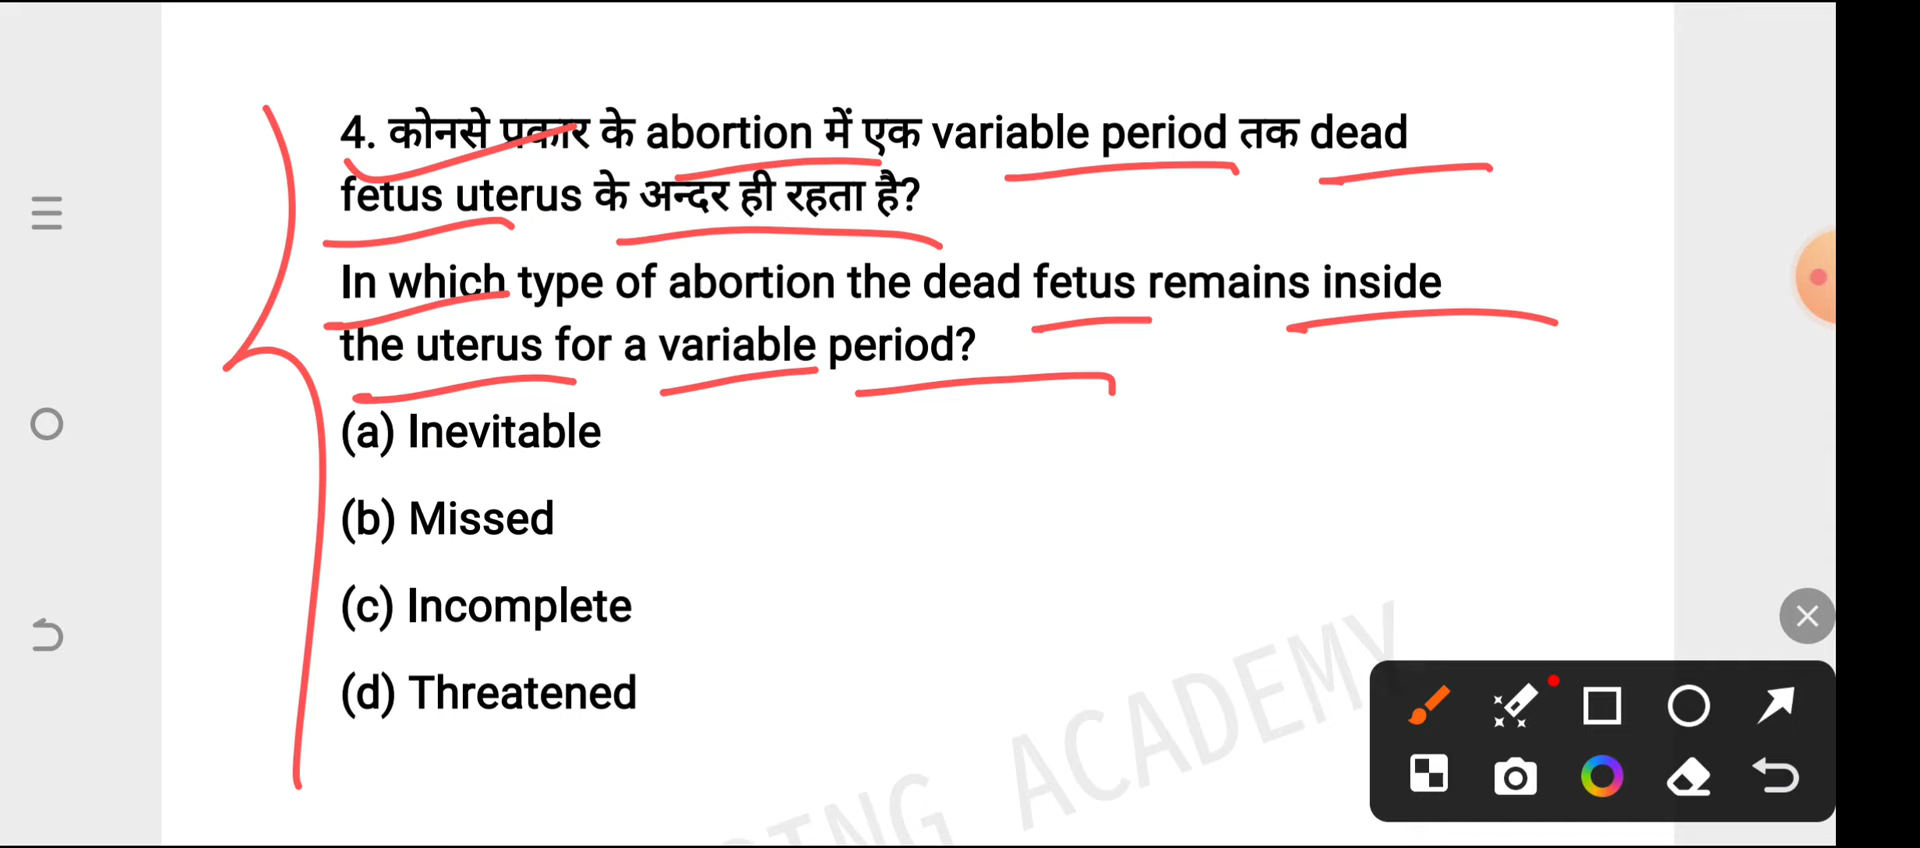 4. कोनसे प्रकार के abortion में एक variable period तक dead
fetus uterus के अन्दर ही रहता है?
In which type of abortion the dead fetus remains inside
the uterus for a variable period?
(a) Inevitable
(b) Missed
(c) Incomplete
(d) Threatened
ACADEMY